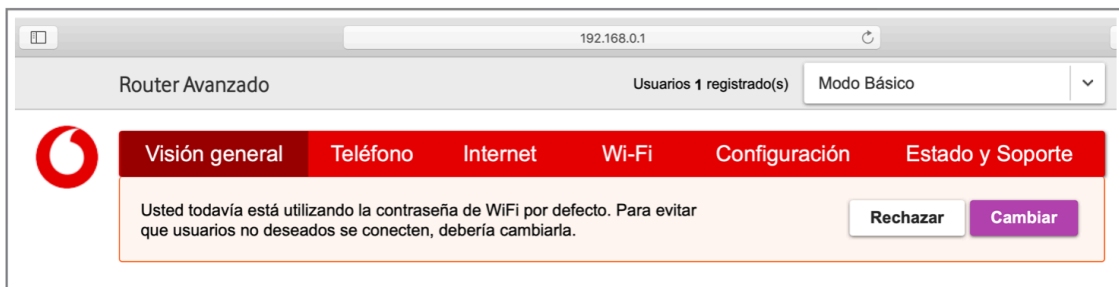 192.168.0.1
Router Avanzado
Usuarios 1 registrado(s)
Modo Básico
Visión general
Teléfono
Internet
Wi-Fi
Configuración
Estado y Soporte
Usted todavía está utilizando la contraseña de WiFi por defecto. Para evitar
que usuarios no deseados se conecten, debería cambiarla.
Rechazar
Cambiar